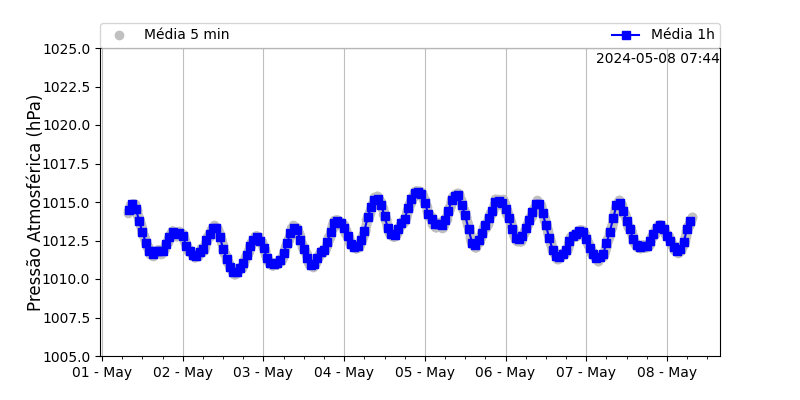 Média 5 min
Média 1h
2024-05-08 07:44
Pressão Atmosférica (hPa)
1025.0
1022.5
1020.0
1017.5
1015.0
1012.5
1010.0
1007.5
1005.0
01 - May
02 - May
03 - May
04 - May
05 - May
06 - May
07 - May
08 - May